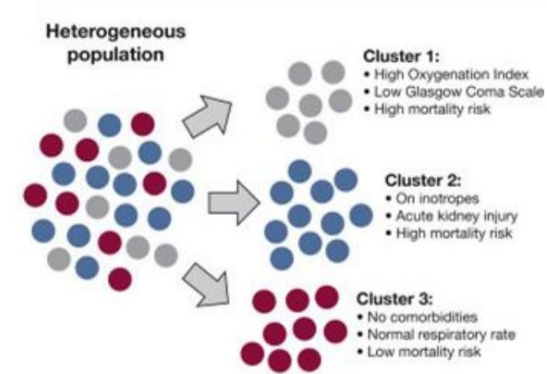 Heterogeneous
population
Cluster 1:
• High Oxygenation Index
• Low Glasgow Coma Scale
• High mortality risk
Cluster 2:
• On inotropes
• Acute kidney injury
• High mortality risk
Cluster 3:
• No comorbidities
• Normal respiratory rate
• Low mortality risk